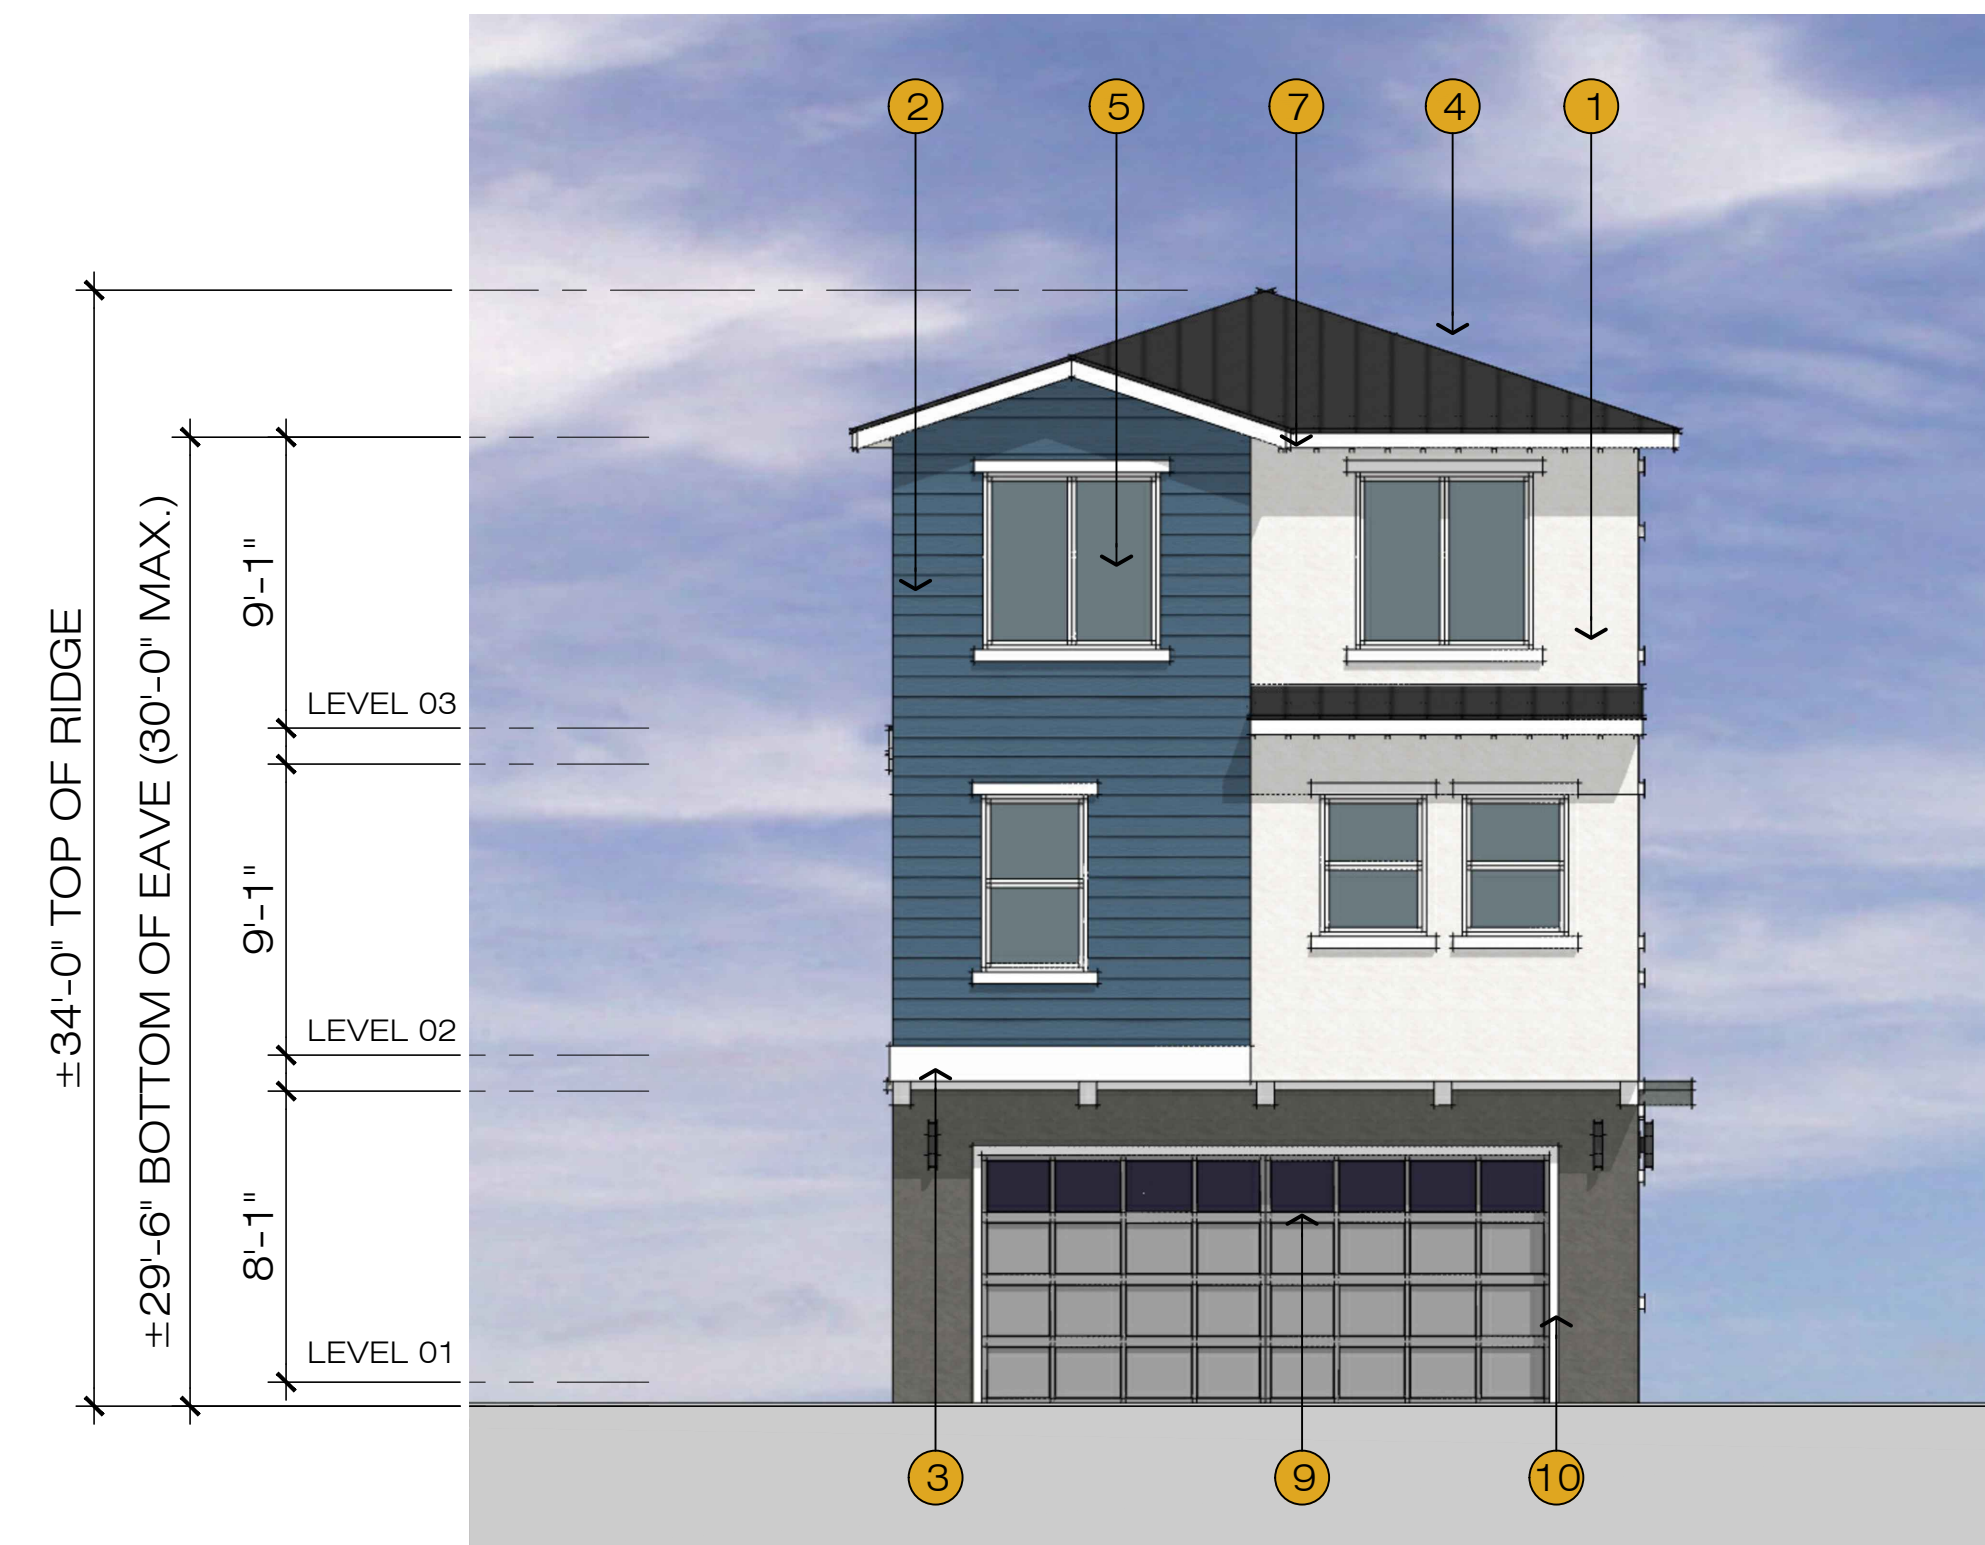 2
5
7
4
1
±34'-0" TOP OF RIDGE
±29'-6" BOTTOM OF EAVE (30'-0" MAX.)
9'-1"
LEVEL 03
9'-1"
LEVEL 02
8'-1"
LEVEL 01
3
9
10